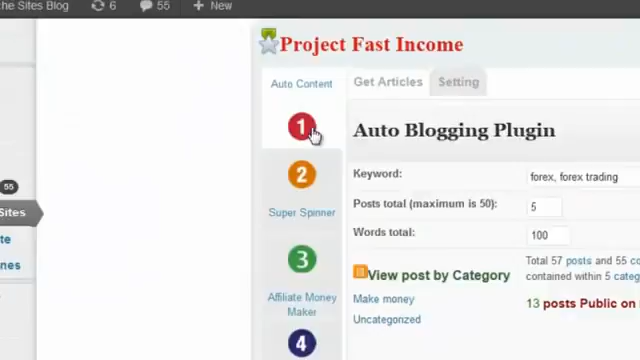 the Sites Blog 6 55 + New
Project Fast Income
Auto Content
Get Articles Setting
1
Auto Blogging Plugin
2
Keyword: forex, forex trading
55
Posts total (maximum is 50): 5
Sites
Super Spinner
Words total: 100
3
Total 57 posts and 55
View post by Category
contained within 5
Affiliate Money
Maker
Make money
13 posts Public on
Uncategorized
4